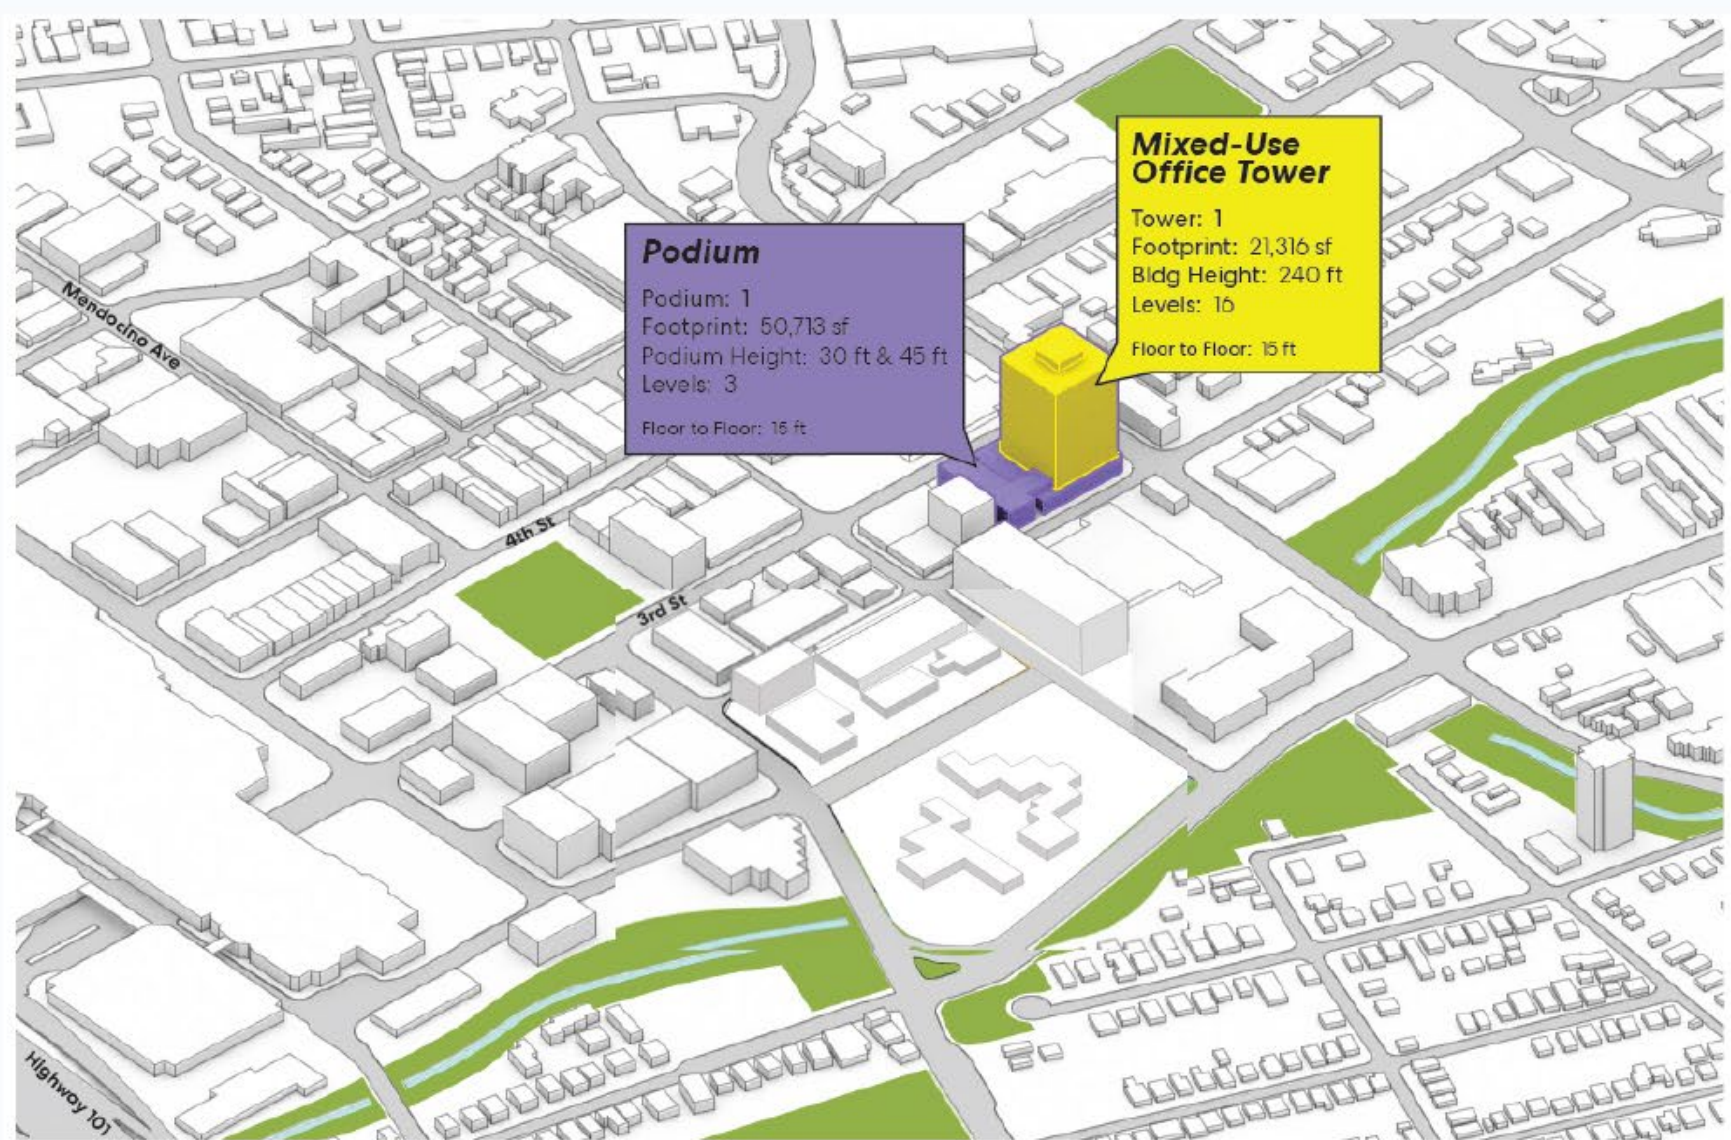 Mixed-Use
Office Tower
Tower: 1
Footprint: 21,316 sf
Bldg Height: 240 ft
Levels: 16
Floor to Floor: 15 ft
Podium
Podium: 1
Footprint: 50,713 sf
Podium Height: 30 ft & 45 ft
Levels: 3
Floor to Floor: 15 ft
Mendocino Ave
4th St
3rd St
Highway 101